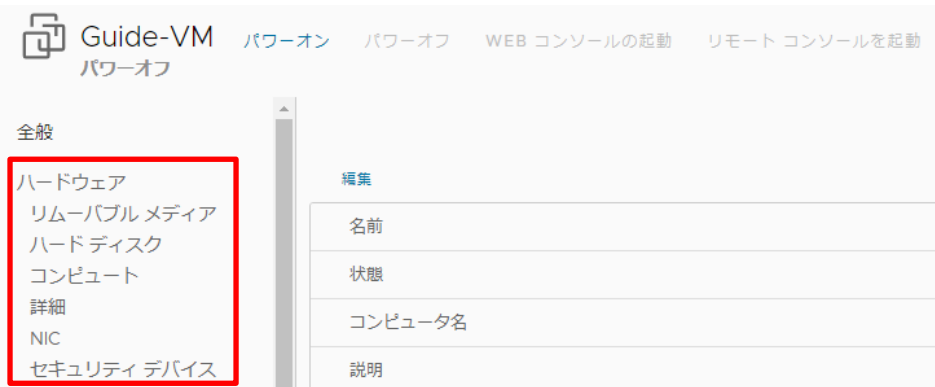 Guide-VM パワーオン パワーオフ WEB コンソールの起動 リモート コンソールを起動
パワーオフ
全般
ハードウェア
リムーバブル メディア
ハード ディスク
コンピュート
詳細
NIC
セキュリティ デバイス
編集
名前
状態
コンピュータ名
説明